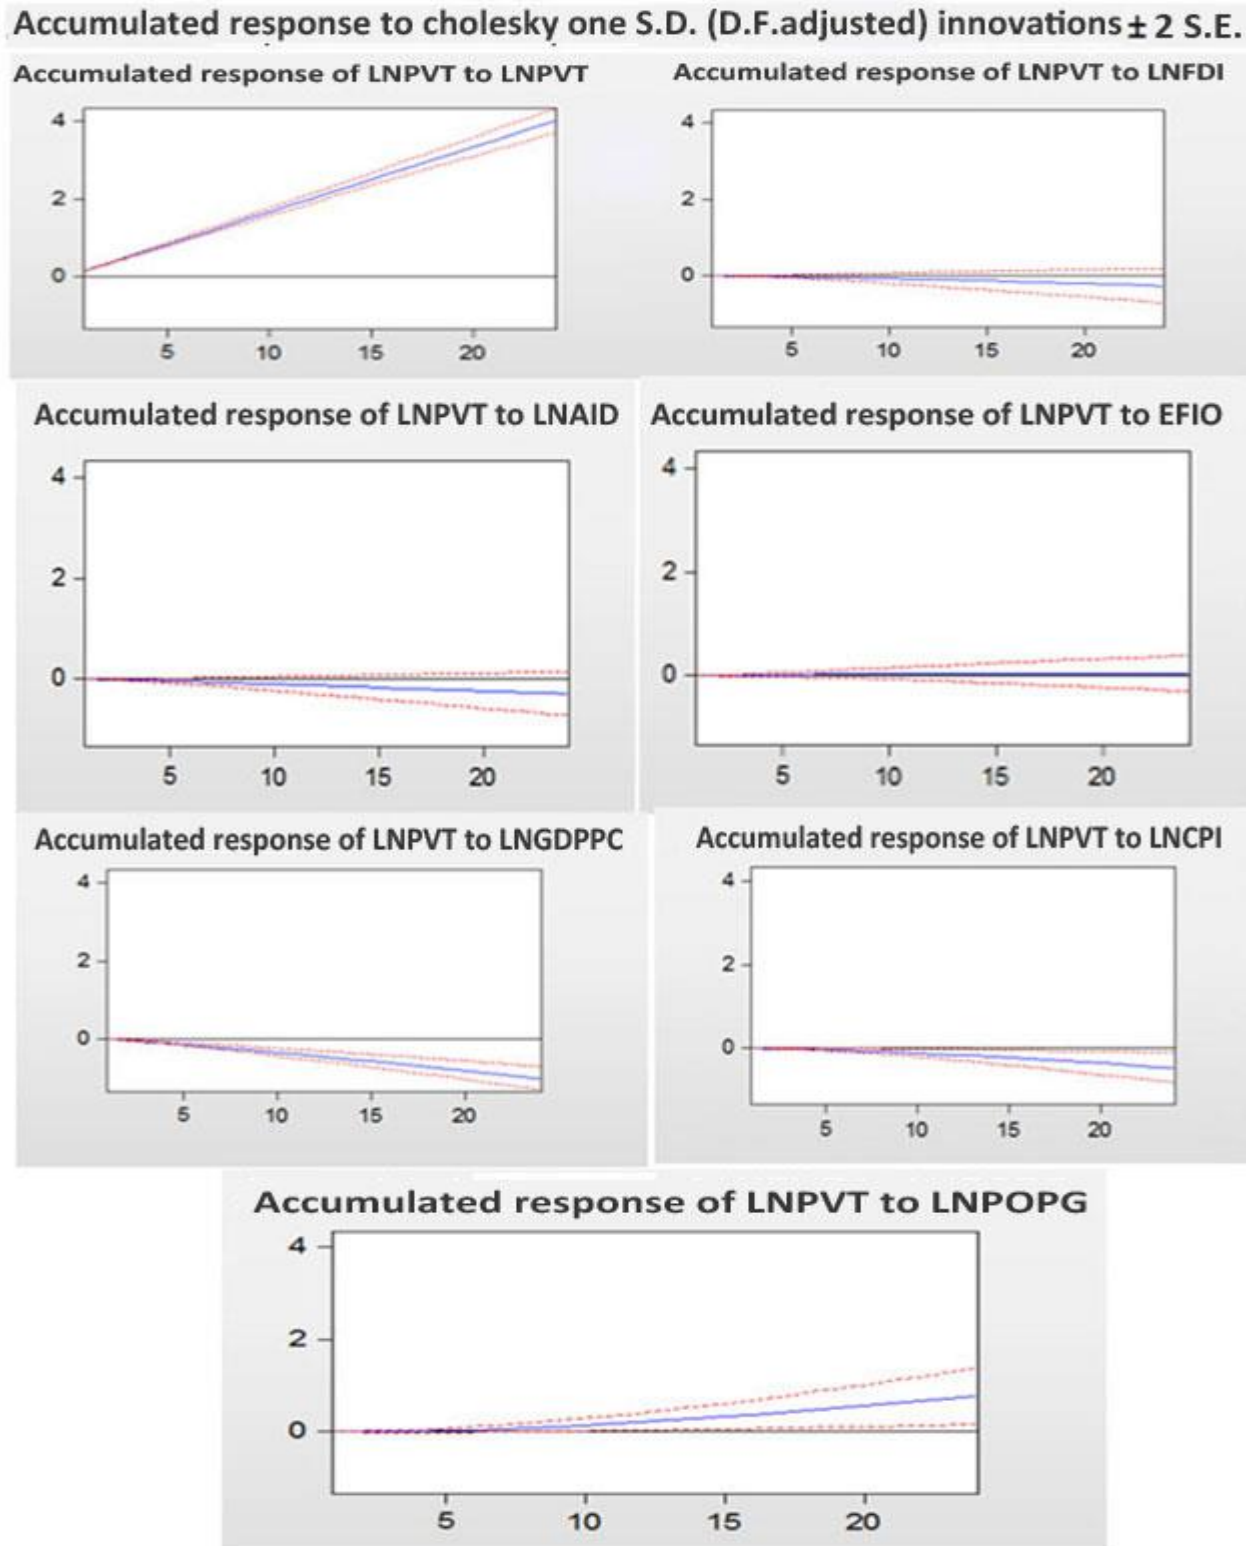 Accumulated response to cholesky one S.D. (D.F.adjusted) innovations ± 2 S.E.
Accumulated response of LNPVT to LNPVT
4
2
0
5 10 15 20
Accumulated response of LNPVT to LNFDI
4
2
0
5 10 15 20
Accumulated response of LNPVT to LNAID
4
2
0
5 10 15 20
Accumulated response of LNPVT to EFIO
4
2
0
5 10 15 20
Accumulated response of LNPVT to LNGDPPC
4
2
0
5 10 15 20
Accumulated response of LNPVT to LNCPI
4
2
0
5 10 15 20
Accumulated response of LNPVT to LNPOPG
4
2
0
5 10 15 20